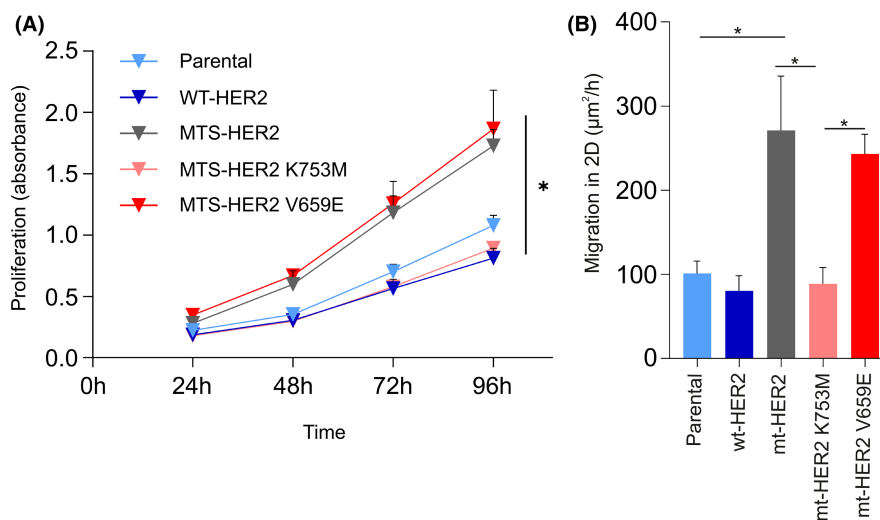 (A)
Proliferation (absorbance)
2.5
2.0
1.5
1.0
0.5
0.0
Parental
WT-HER2
MTS-HER2
MTS-HER2 K753M
MTS-HER2 V659E
*
0h 24h 48h 72h 96h
Time
(B)
Migration in 2D (µm²/h)
400
300
200
100
0
*
*
*
Parental
wt-HER2
mt-HER2
mt-HER2 K753M
mt-HER2 V659E